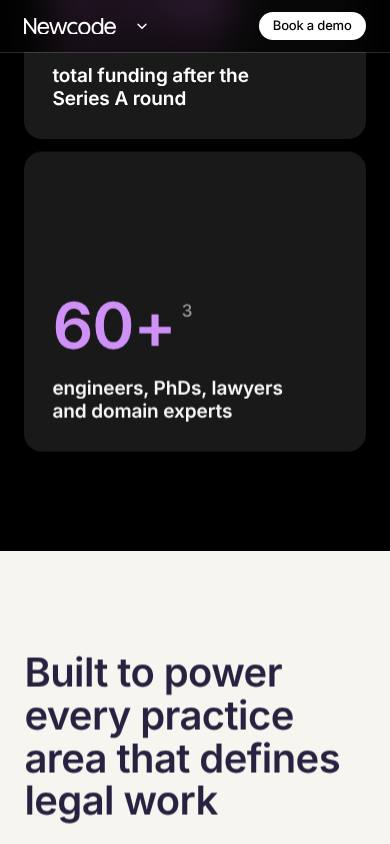 Newcode
Book a demo
total funding after the
Series A round
60+ 3
engineers, PhDs, lawyers
and domain experts
Built to power
every practice
area that defines
legal work